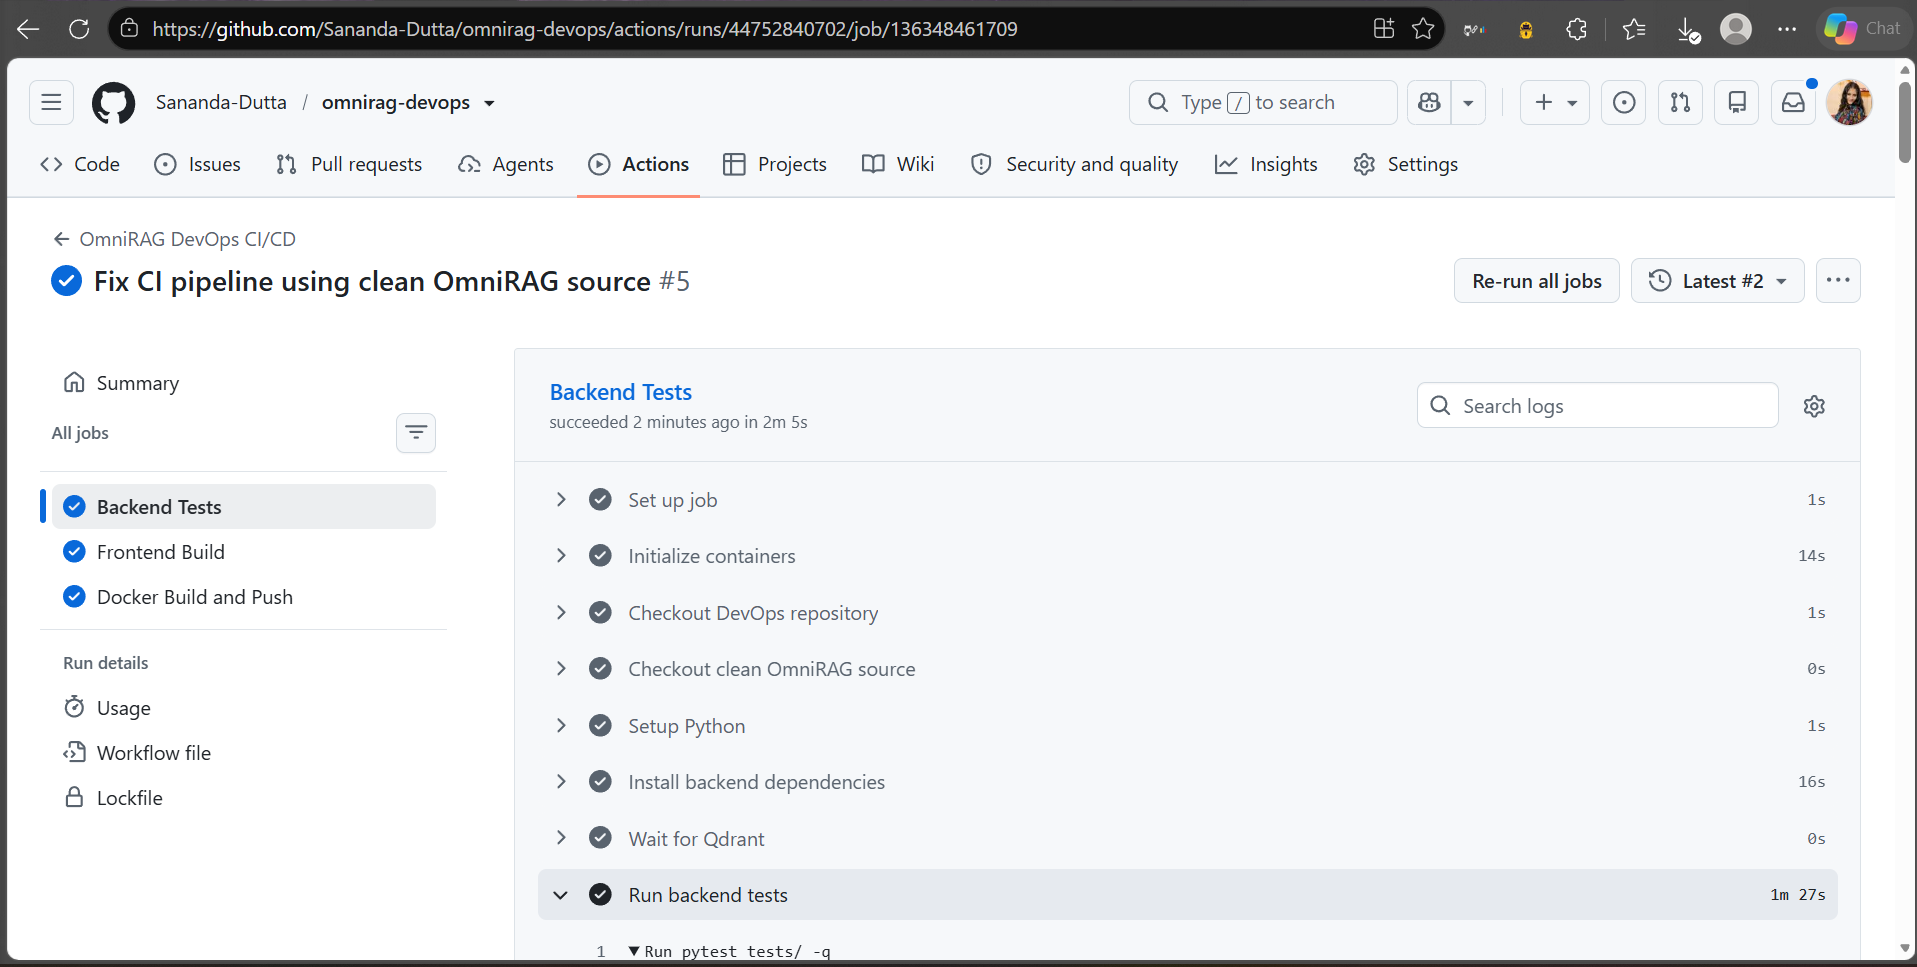 https://github.com/Sananda-Dutta/omnirag-devops/actions/runs/44752840702/job/136348461709
Chat
Sananda-Dutta / omnirag-devops
Type / to search
Code
Issues
Pull requests
Agents
Actions
Projects
Wiki
Security and quality
Insights
Settings
OmniRAG DevOps CI/CD
Fix CI pipeline using clean OmniRAG source #5
Re-run all jobs
Latest #2
Summary
All jobs
Backend Tests
Frontend Build
Docker Build and Push
Run details
Usage
Workflow file
Lockfile
Backend Tests
succeeded 2 minutes ago in 2m 5s
Search logs
Set up job 1s
Initialize containers 14s
Checkout DevOps repository 1s
Checkout clean OmniRAG source 0s
Setup Python 1s
Install backend dependencies 16s
Wait for Qdrant 0s
Run backend tests 1m 27s
1 ▼Run pytest tests/ -q